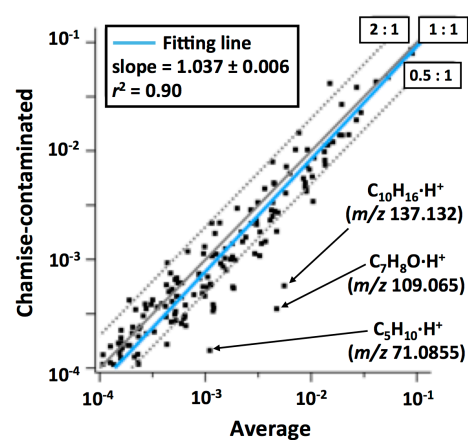 2 : 1
1 : 1
0.5 : 1
Fitting line
slope = 1.037 ± 0.006
r² = 0.90
10⁻¹
10⁻²
10⁻³
10⁻⁴
Chamise-contaminated
C₁₀H₁₆·H⁺
(m/z 137.132)
C₇H₈O·H⁺
(m/z 109.065)
C₅H₁₀·H⁺
(m/z 71.0855)
10⁻⁴
10⁻³
10⁻²
10⁻¹
Average